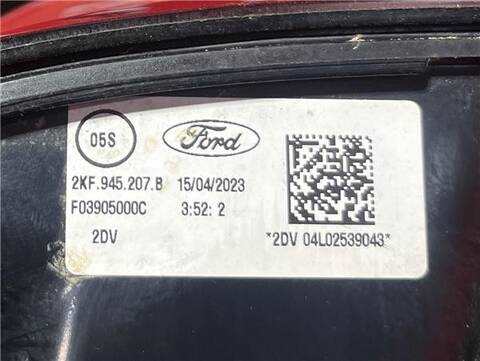 05S Ford
2KF.945.207.B 15/04/2023
F03905000C 3:52: 2
2DV *2DV 04L02539043*